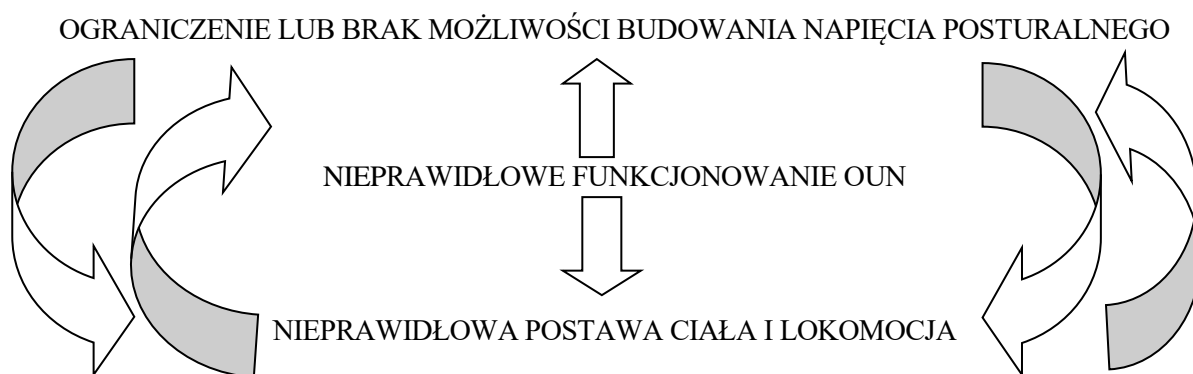 OGRANICZENIE LUB BRAK MOŻLIWOŚCI BUDOWANIA NAPIĘCIA POSTURALNEGO
NIEPRAWIDŁOWE FUNKCJONOWANIE OUN
NIEPRAWIDŁOWA POSTAWA CIAŁA I LOKOMOCJA